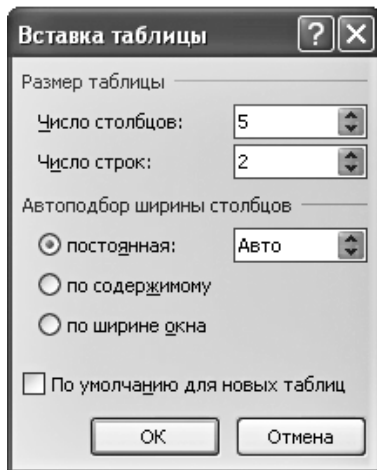 Вставка таблицы ?
Размер таблицы
Число столбцов: 5
Число строк: 2
Автоподбор ширины столбцов
постоянная: Авто
по содержимому
по ширине окна
По умолчанию для новых таблиц
ОК Отмена